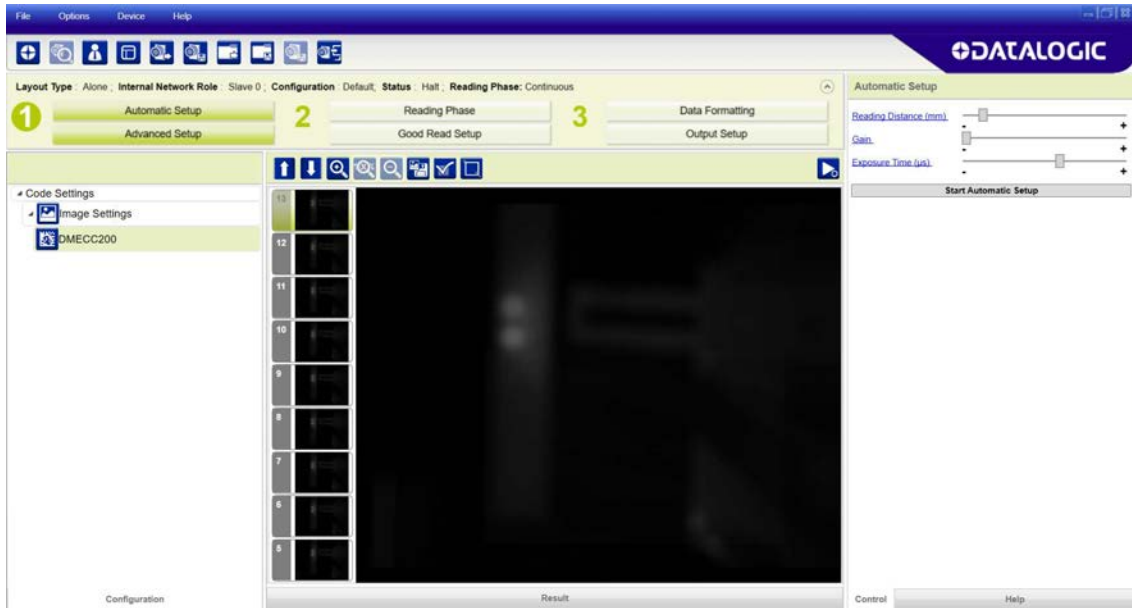 File Options Device Help
DATALOGIC
Layout Type : Alone ; Internal Network Role : Slave 0 ; Configuration : Default; Status : Halt ; Reading Phase: Continuous
Automatic Setup
1 Automatic Setup 2 Reading Phase 3 Data Formatting
Advanced Setup Good Read Setup Output Setup
Reading Distance (mm)
- +
Gain
- +
Exposure Time (µs)
- +
Start Automatic Setup
Code Settings
Image Settings
DMECC200
13
12
11
10
9
8
7
6
5
Configuration Result Control Help